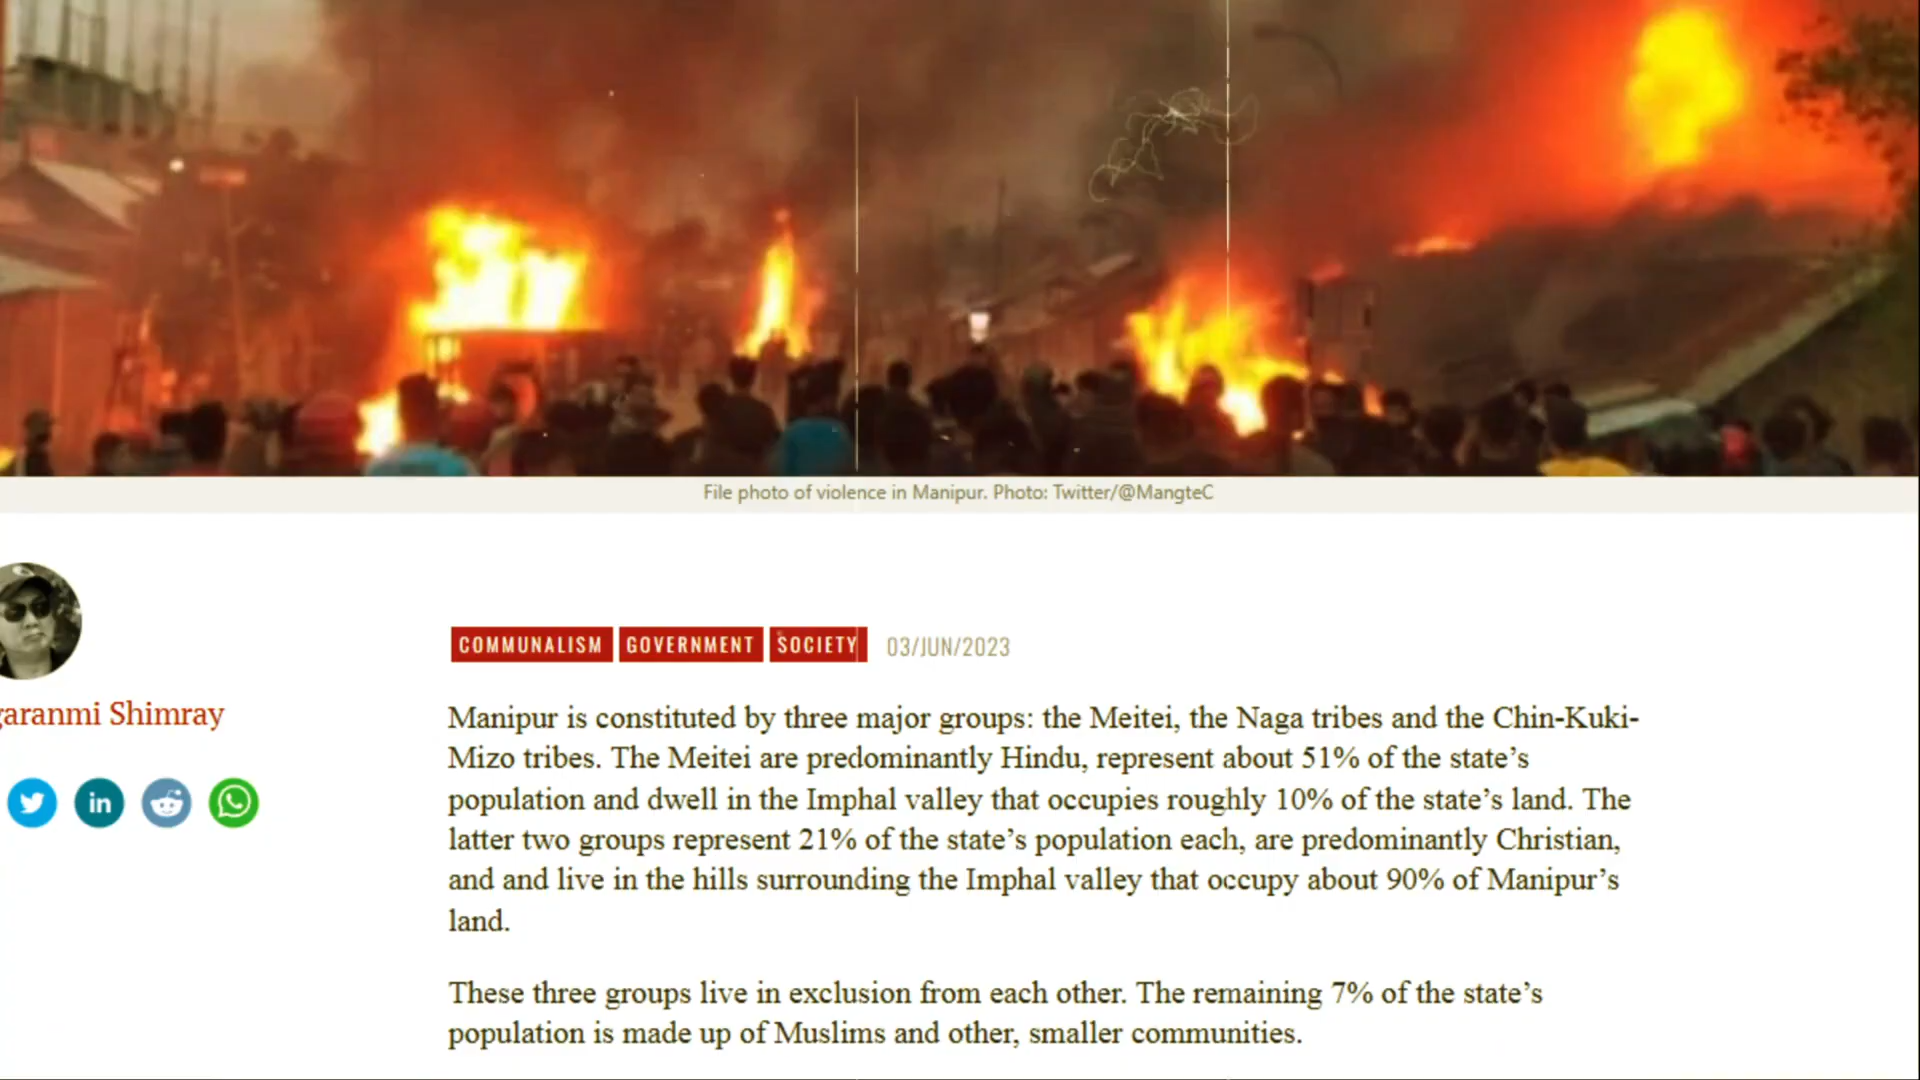 File photo of violence in Manipur. Photo: Twitter/@MangteC
COMMUNALISM GOVERNMENT SOCIETY 03/JUN/2023
garanmi Shimray
Manipur is constituted by three major groups: the Meitei, the Naga tribes and the Chin-Kuki-
Mizo tribes. The Meitei are predominantly Hindu, represent about 51% of the state’s
population and dwell in the Imphal valley that occupies roughly 10% of the state’s land. The
latter two groups represent 21% of the state’s population each, are predominantly Christian,
and and live in the hills surrounding the Imphal valley that occupy about 90% of Manipur’s
land.
These three groups live in exclusion from each other. The remaining 7% of the state’s
population is made up of Muslims and other, smaller communities.
in